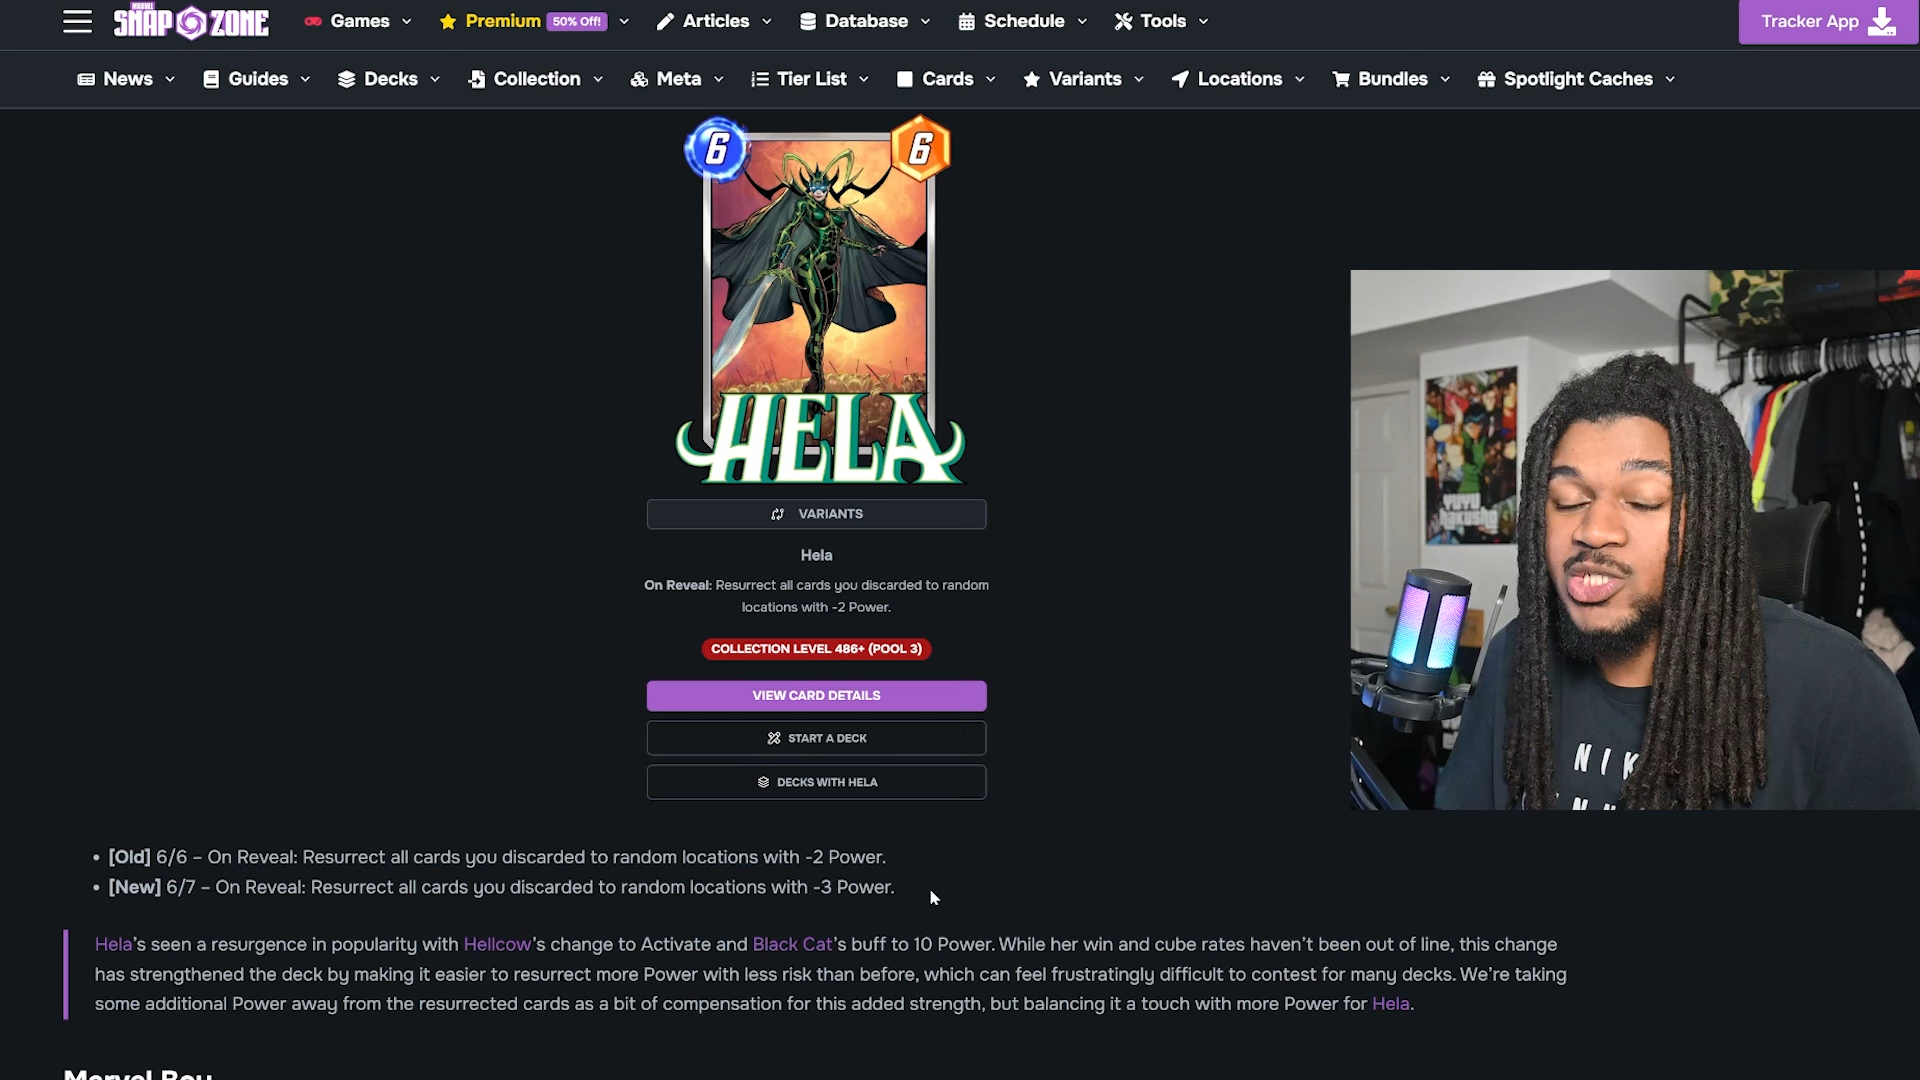 MARVEL
SNAP ZONE
Games
Premium 50% Off!
Articles
Database
Schedule
Tools
Tracker App
News
Guides
Decks
Collection
Meta
Tier List
Cards
Variants
Locations
Bundles
Spotlight Caches
6
6
HELA
VARIANTS
Hela
On Reveal: Resurrect all cards you discarded to random
locations with -2 Power.
COLLECTION LEVEL 486+ (POOL 3)
VIEW CARD DETAILS
START A DECK
DECKS WITH HELA
YUYU
hakusho
NIK
• [Old] 6/6 – On Reveal: Resurrect all cards you discarded to random locations with -2 Power.
• [New] 6/7 – On Reveal: Resurrect all cards you discarded to random locations with -3 Power.
Hela's seen a resurgence in popularity with Hellcow's change to Activate and Black Cat's buff to 10 Power. While her win and cube rates haven't been out of line, this change
has strengthened the deck by making it easier to resurrect more Power with less risk than before, which can feel frustratingly difficult to contest for many decks. We're taking
some additional Power away from the resurrected cards as a bit of compensation for this added strength, but balancing it a touch with more Power for Hela.
Marvel Boy